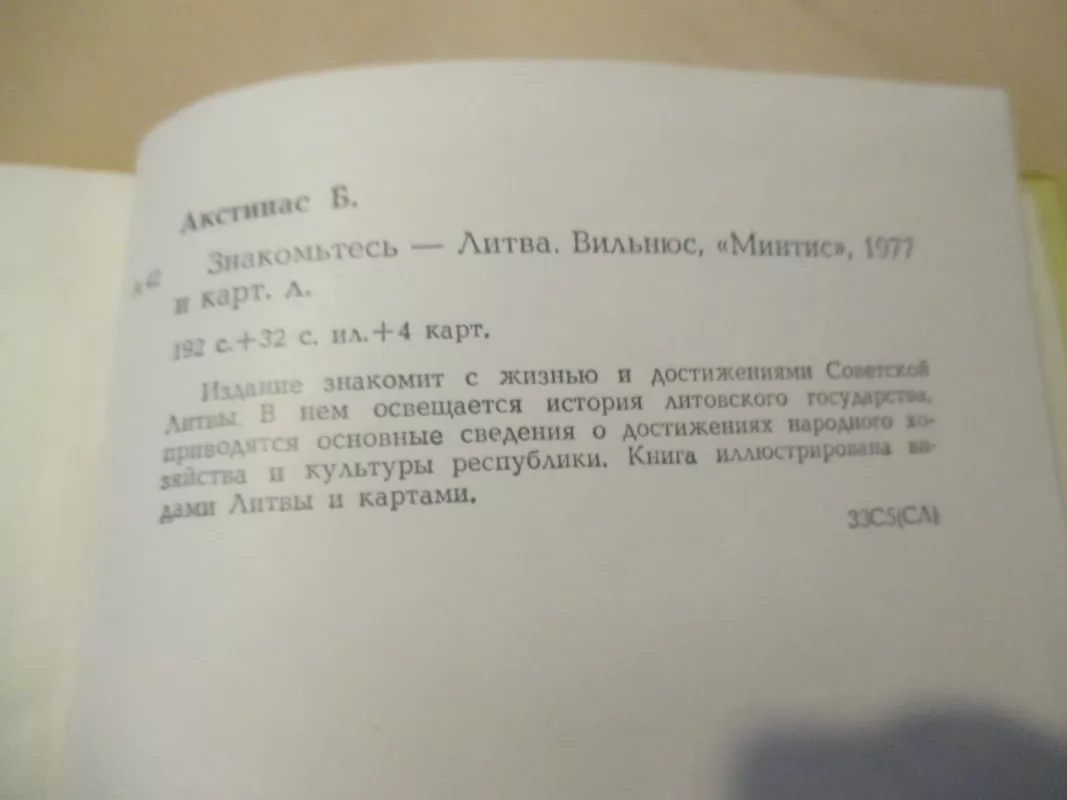 Акстинас Б.
Знакомьтесь — Литва. Вильнюс, «Минтис», 1977
и карт. л.
192 с.+32 с. ил.+4 карт.
Издание знакомит с жизнью и достижениями Советской
Литвы. В нем освещается история литовского государства,
приводятся основные сведения о достижениях народного хо-
зяйства и культуры республики. Книга иллюстрирована ви-
дами Литвы и картами.
33С5(СЛ)